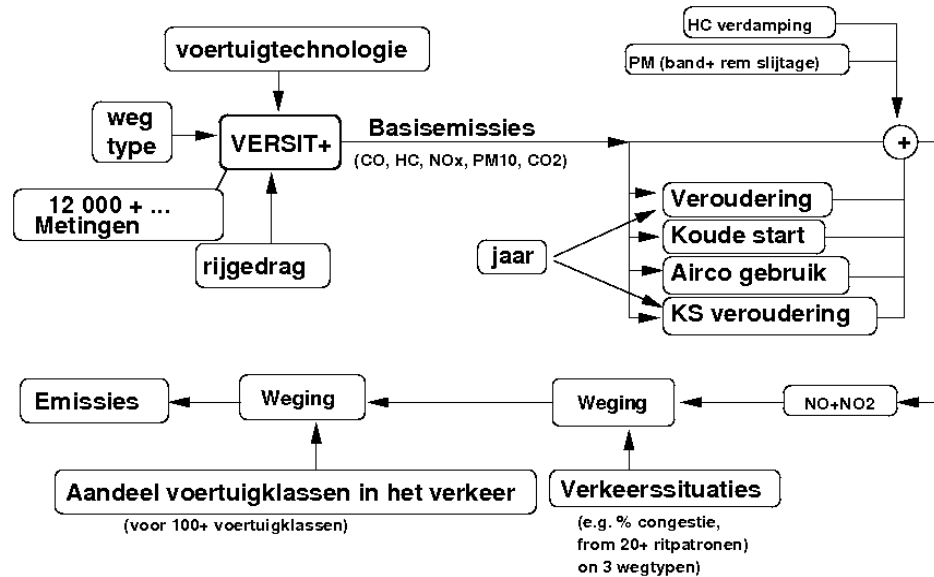 HC verdamping
voertuigtechnologie
PM (band+ rem slijtage)
weg
type
VERSIT+
Basisemissies
(CO, HC, NOx, PM10, CO2)
+
12 000 + ...
Metingen
rijgedrag
jaar
Veroudering
Koude start
Airco gebruik
KS veroudering
Emissies
Weging
Weging
NO+NO2
Aandeel voertuigklassen in het verkeer
(voor 100+ voertuigklassen)
Verkeerssituaties
(e.g. % congestie,
from 20+ ritpatronen)
on 3 wegtypen)